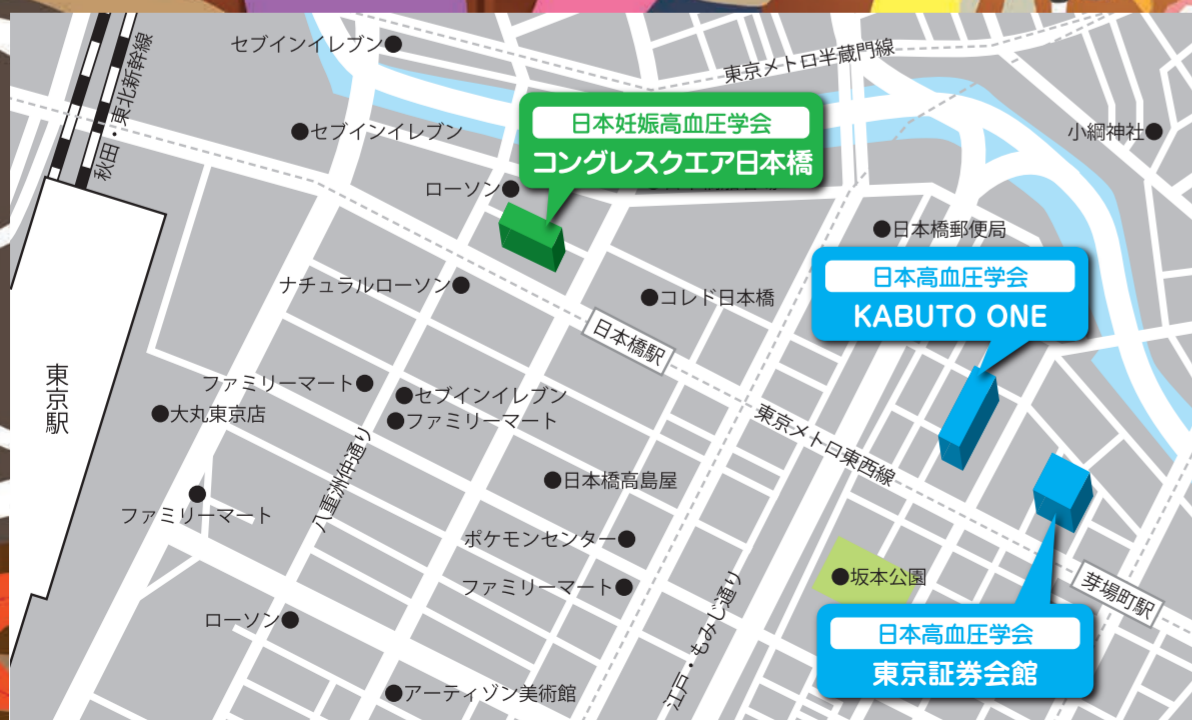 セブインイレブン●
東京メトロ半蔵門線
秋田・東北新幹線
●セブインイレブン
日本妊娠高血圧学会
コングレスクエア日本橋
小綱神社●
ローソン●
●日本橋郵便局
日本高血圧学会
KABUTO ONE
ナチュラルローソン●
●コレド日本橋
日本橋駅
東京駅
ファミリーマート●
●セブインイレブン
●大丸東京店
●ファミリーマート
東京メトロ東西線
八重洲仲通り
●日本橋高島屋
●
ファミリーマート
ポケモンセンター●
ファミリーマート●
●坂本公園
芽場町駅
ローソン●
江戸・もみじ通り
日本高血圧学会
東京証券会館
●アーティゾン美術館